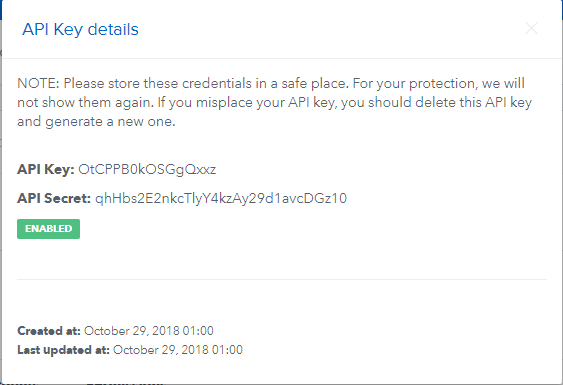 API Key details
NOTE: Please store these credentials in a safe place. For your protection, we will
not show them again. If you misplace your API key, you should delete this API key
and generate a new one.
API Key: OtCPPB0kOSGgQxxz
API Secret: qhHbs2E2nkcTlyY4kzAy29d1avcDGz10
ENABLED
Created at: October 29, 2018 01:00
Last updated at: October 29, 2018 01:00